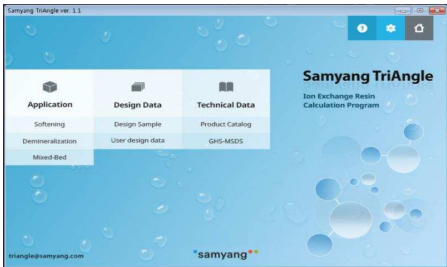 Samyang TriAngle ver. 1.1
Samyang TriAngle
Ion Exchange Resin
Calculation Program
Application
Softening
Demineralization
Mixed-Bed
Design Data
Design Sample
User design data
Technical Data
Product Catalog
GHS-MSDS
triangle@samyang.com
samyang